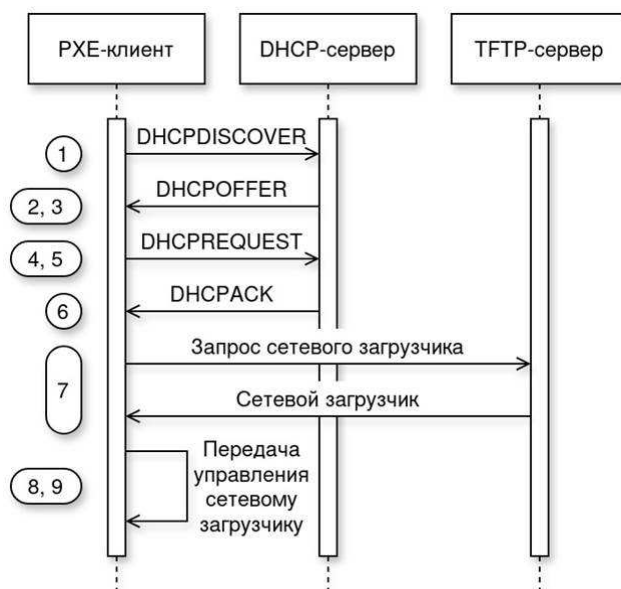 PXE-клиент
DHCP-сервер
TFTP-сервер
1
DHCPDISCOVER
2, 3
DHCPOFFER
4, 5
DHCPREQUEST
6
DHCPACK
Запрос сетевого загрузчика
7
Сетевой загрузчик
8, 9
Передача
управления
сетевому
загрузчику